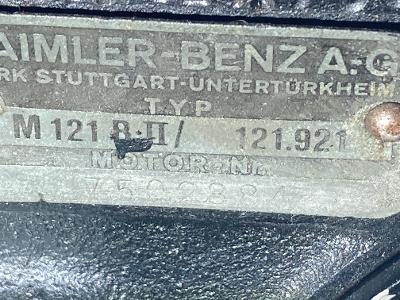 AIMLER-BENZ A.-G
RK STUTTGART-UNTERTÜRKHEIM
TYP
M 121 B·II/ 121.921
MOTOR-Nr.